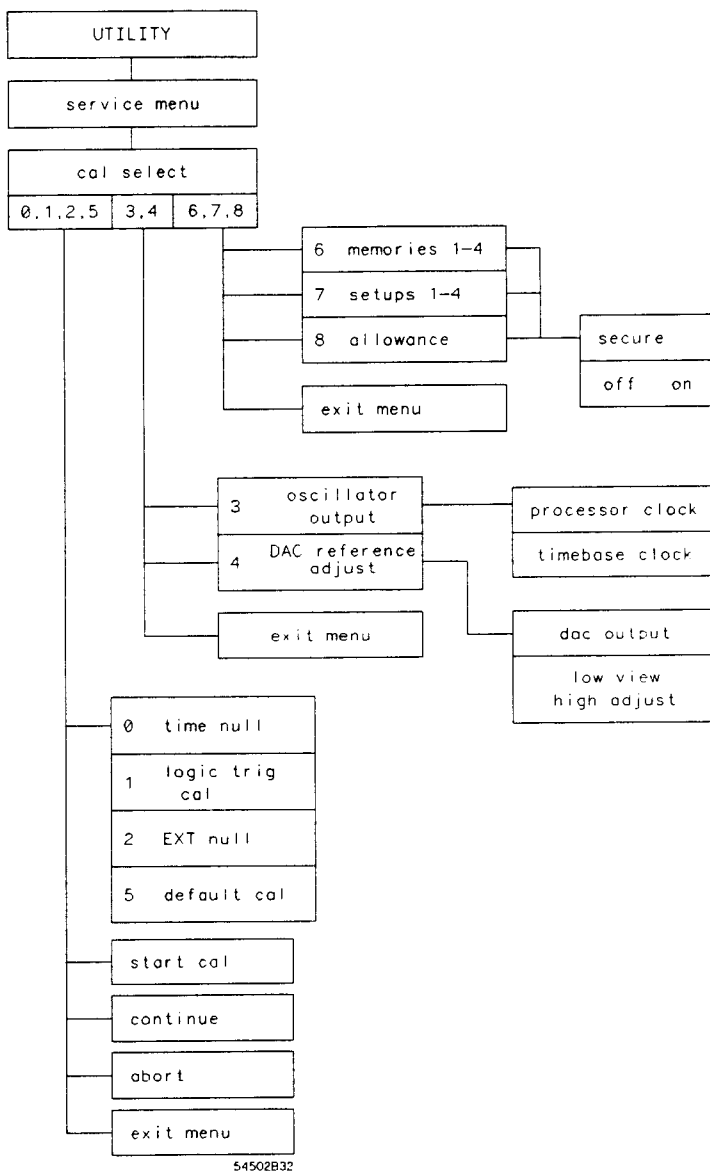 UTILITY
service menu
cal select
0,1,2,5 3,4 6,7,8
6 memories 1-4
7 setups 1-4
8 allowance
secure
off on
exit menu
3 oscillator
output
processor clock
4 DAC reference
adjust
timebase clock
exit menu
dac output
low view
high adjust
0 time null
1 logic trig
cal
2 EXT null
5 default cal
start cal
continue
abort
exit menu
54502B32